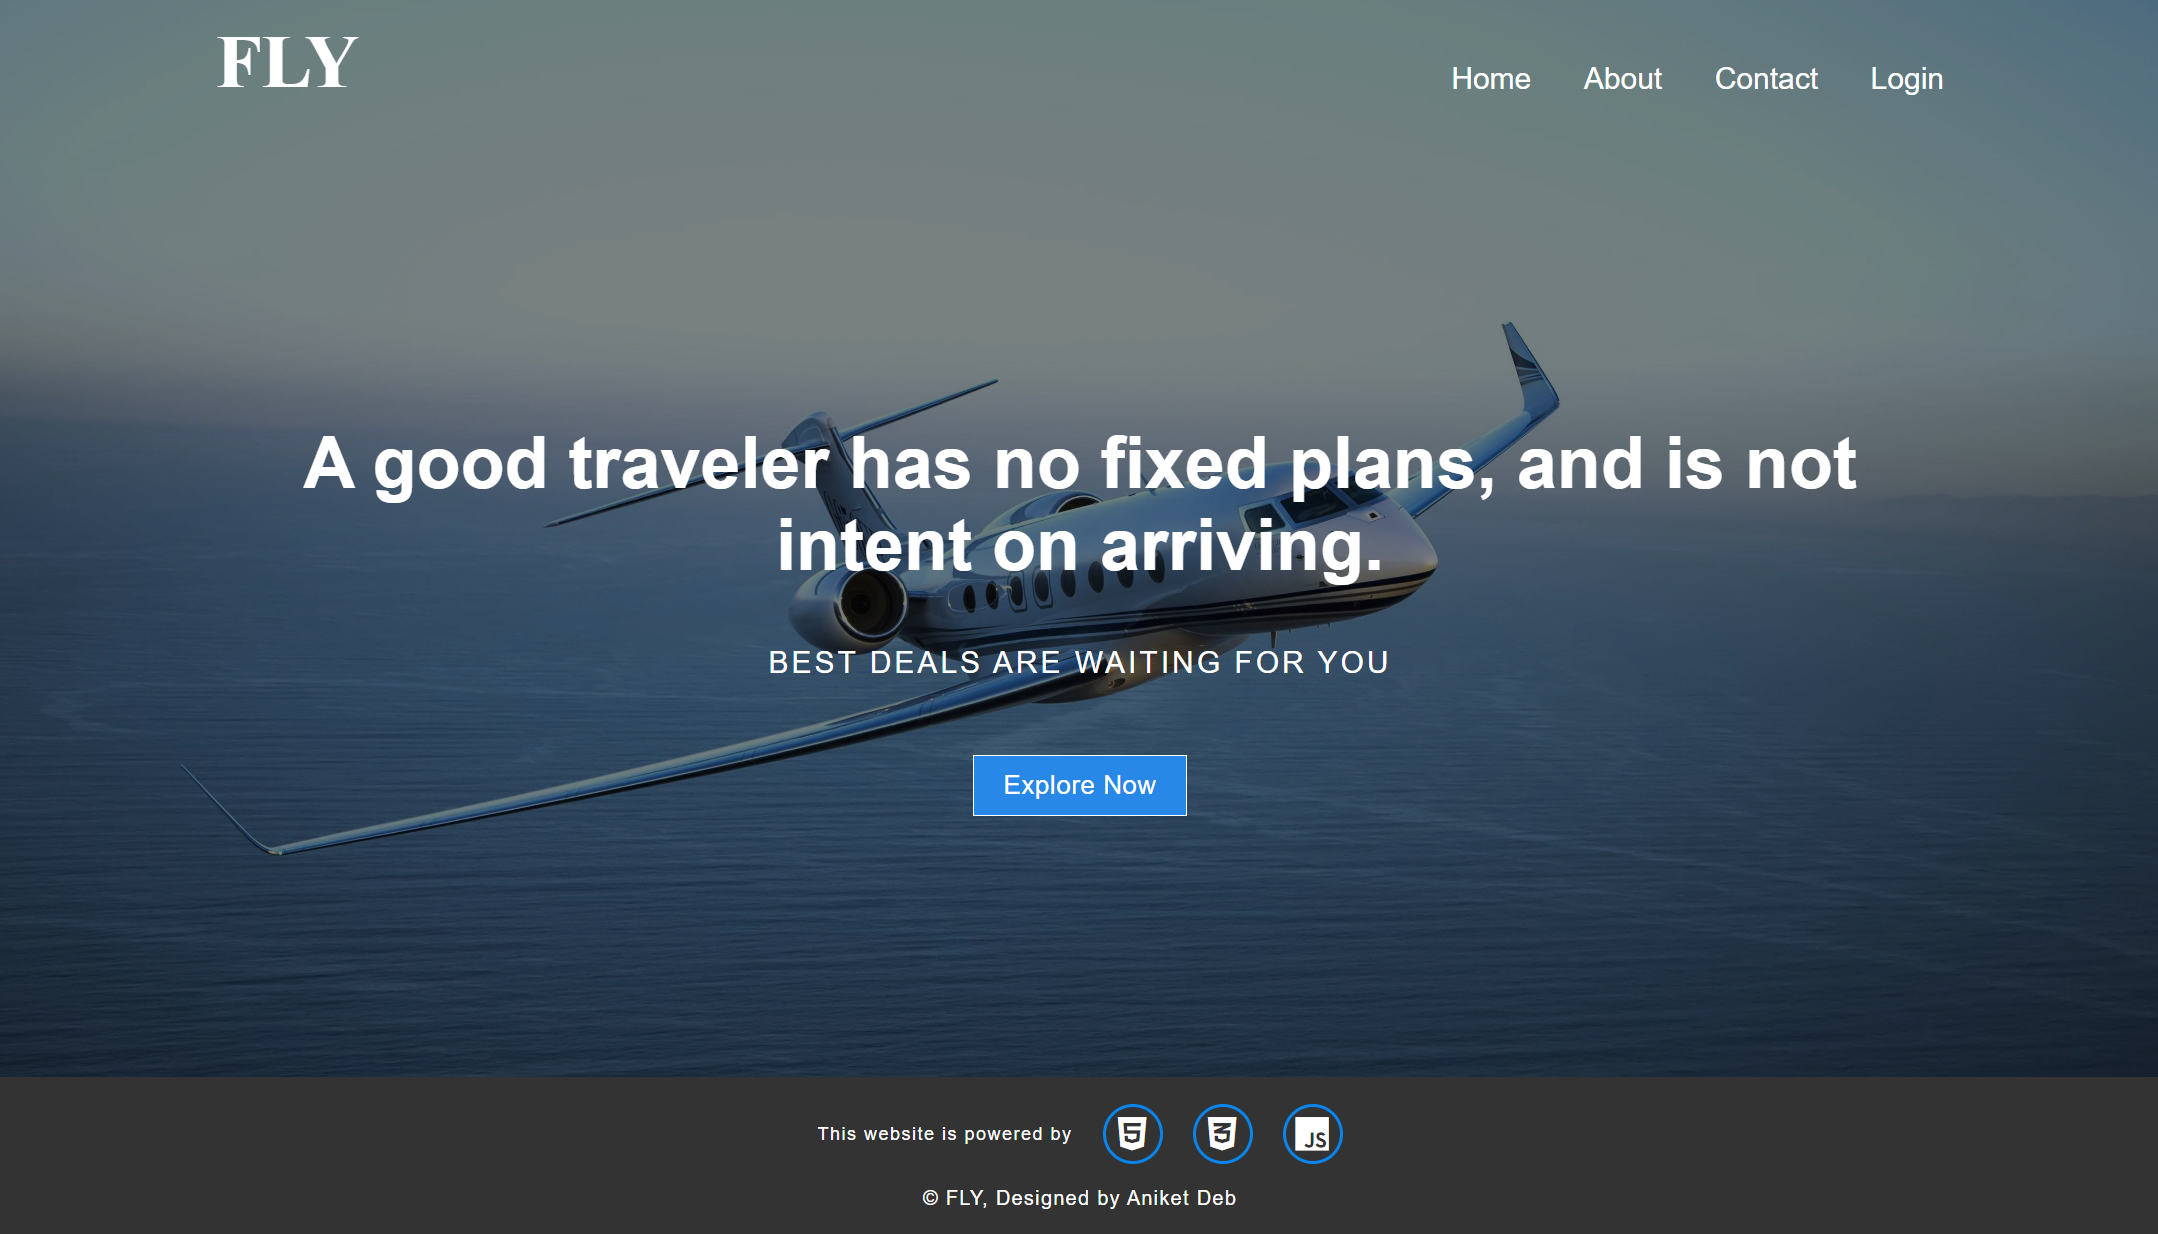 FLY
Home About Contact Login
A good traveler has no fixed plans, and is not
intent on arriving.
BEST DEALS ARE WAITING FOR YOU
Explore Now
This website is powered by 5 3 JS
© FLY, Designed by Aniket Deb